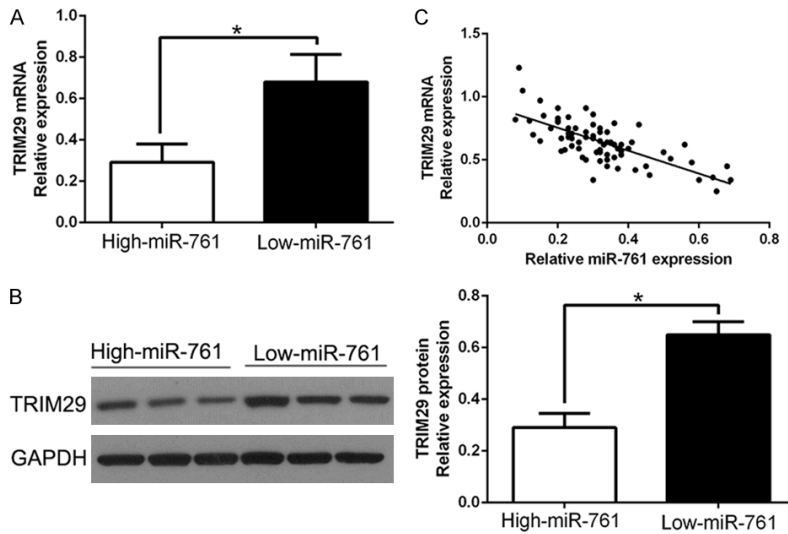 A
TRIM29 mRNA
Relative expression
1.0
0.8
0.6
0.4
0.2
0.0
*
High-miR-761
Low-miR-761
C
TRIM29 mRNA
Relative expression
1.5
1.0
0.5
0.0
0.0
0.2
0.4
0.6
0.8
Relative miR-761 expression
B
High-miR-761
Low-miR-761
TRIM29
GAPDH
TRIM29 protein
Relative expression
0.8
0.6
0.4
0.2
0.0
*
High-miR-761
Low-miR-761